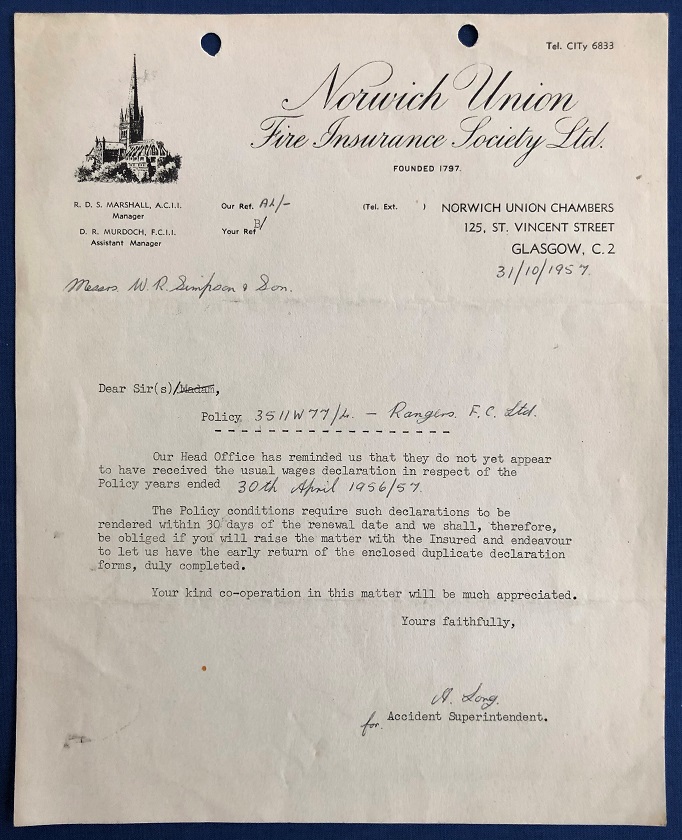 Tel. CITy 6833
Norwich Union
Fire Insurance Society Ltd.
FOUNDED 1797.
R. D. S. MARSHALL, A.C.I.I.
Manager
D. R. MURDOCH, F.C.I.I.
Assistant Manager
Our Ref. AL/-
Your Ref B/
(Tel. Ext. )
NORWICH UNION CHAMBERS
125, ST. VINCENT STREET
GLASGOW, C.2
31/10/1957.
Messrs. W. R. Simpson & Son.
Dear Sir(s)/Madam,
Policy 3511W77/L. - Rangers. F.C. Ltd.
Our Head Office has reminded us that they do not yet appear
to have received the usual wages declaration in respect of the
Policy years ended 30th April 1956/57.
The Policy conditions require such declarations to be
rendered within 30 days of the renewal date and we shall, therefore,
be obliged if you will raise the matter with the Insured and endeavour
to let us have the early return of the enclosed duplicate declaration
forms, duly completed.
Your kind co-operation in this matter will be much appreciated.
Yours faithfully,
A. Long.
for. Accident Superintendent.